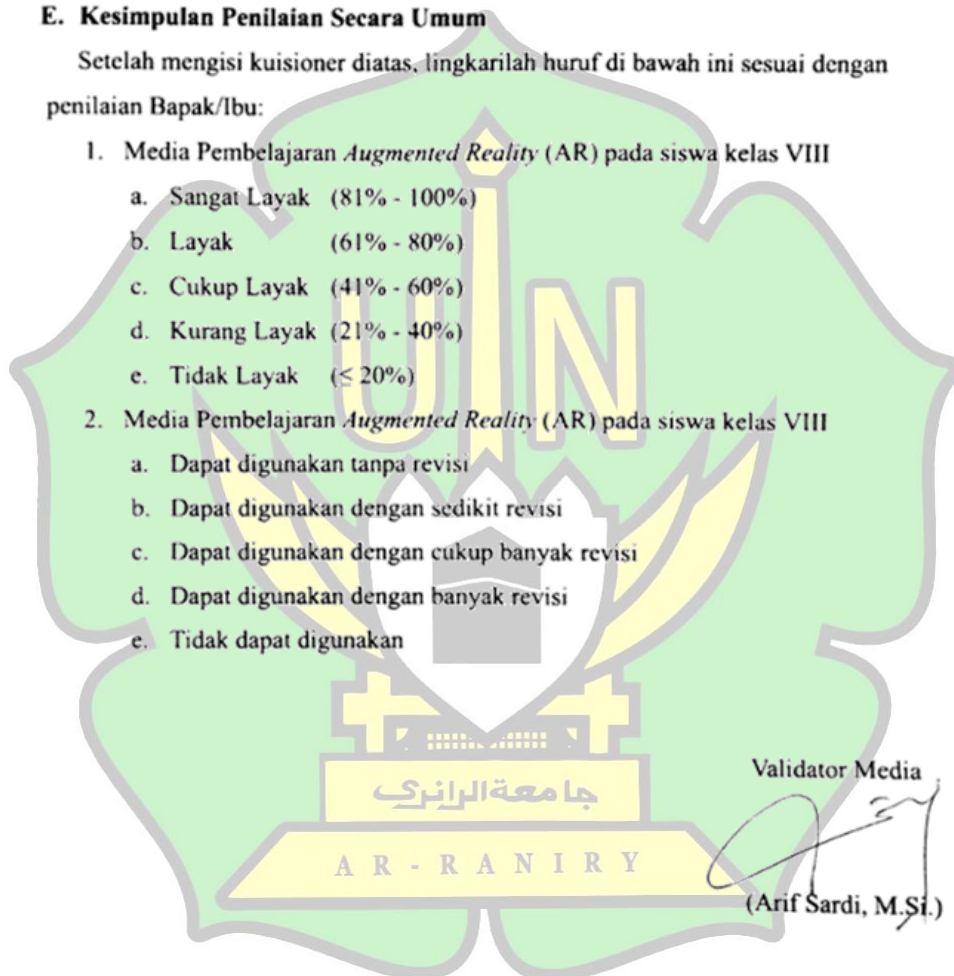 E. Kesimpulan Penilaian Secara Umum
Setelah mengisi kuisioner diatas, lingkarilah huruf di bawah ini sesuai dengan
penilaian Bapak/Ibu:
1. Media Pembelajaran Augmented Reality (AR) pada siswa kelas VIII
a. Sangat Layak (81% - 100%)
b. Layak (61% - 80%)
c. Cukup Layak (41% - 60%)
d. Kurang Layak (21% - 40%)
e. Tidak Layak (≤ 20%)
2. Media Pembelajaran Augmented Reality (AR) pada siswa kelas VIII
a. Dapat digunakan tanpa revisi
b. Dapat digunakan dengan sedikit revisi
c. Dapat digunakan dengan cukup banyak revisi
d. Dapat digunakan dengan banyak revisi
e. Tidak dapat digunakan
UIN
Validator Media
جامعةالرانري
AR-RANIRY
(Arif Sardi, M.Si.)